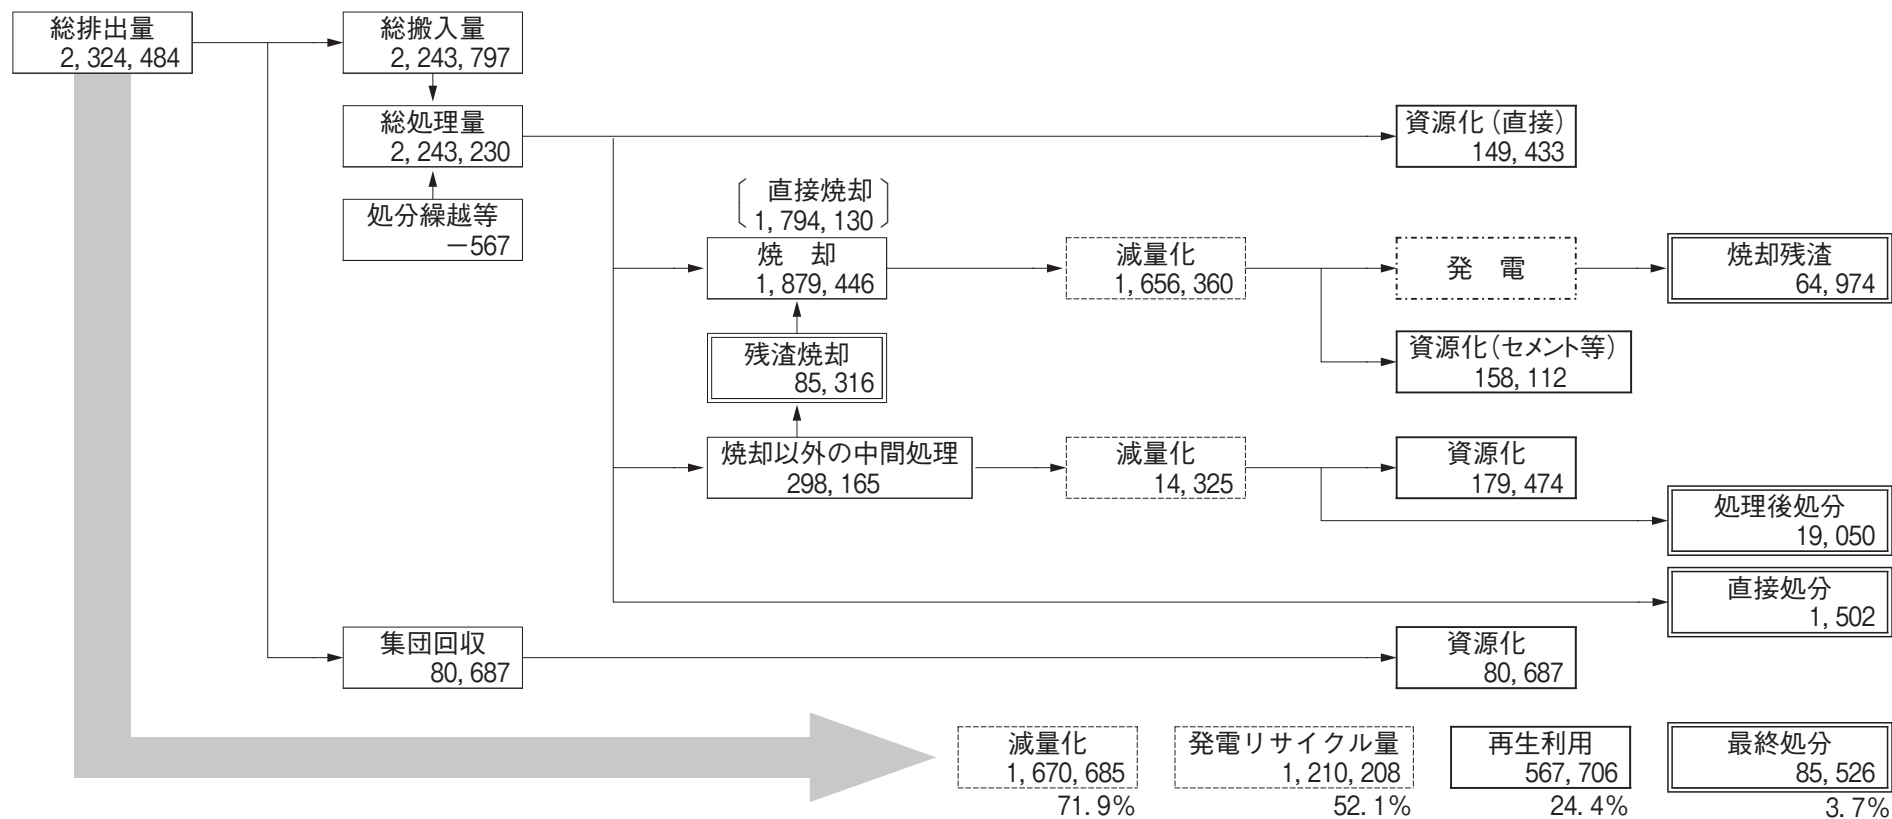 総排出量
2,324,484
総搬入量
2,243,797
総処理量
2,243,230
処分繰越等
－567
資源化（直接）
149,433
直接焼却
1,794,130
焼　却
1,879,446
減量化
1,656,360
発　電
焼却残渣
64,974
残渣焼却
85,316
資源化（セメント等）
158,112
焼却以外の中間処理
298,165
減量化
14,325
資源化
179,474
処理後処分
19,050
直接処分
1,502
集団回収
80,687
資源化
80,687
減量化
1,670,685
71.9%
発電リサイクル量
1,210,208
52.1%
再生利用
567,706
24.4%
最終処分
85,526
3.7%